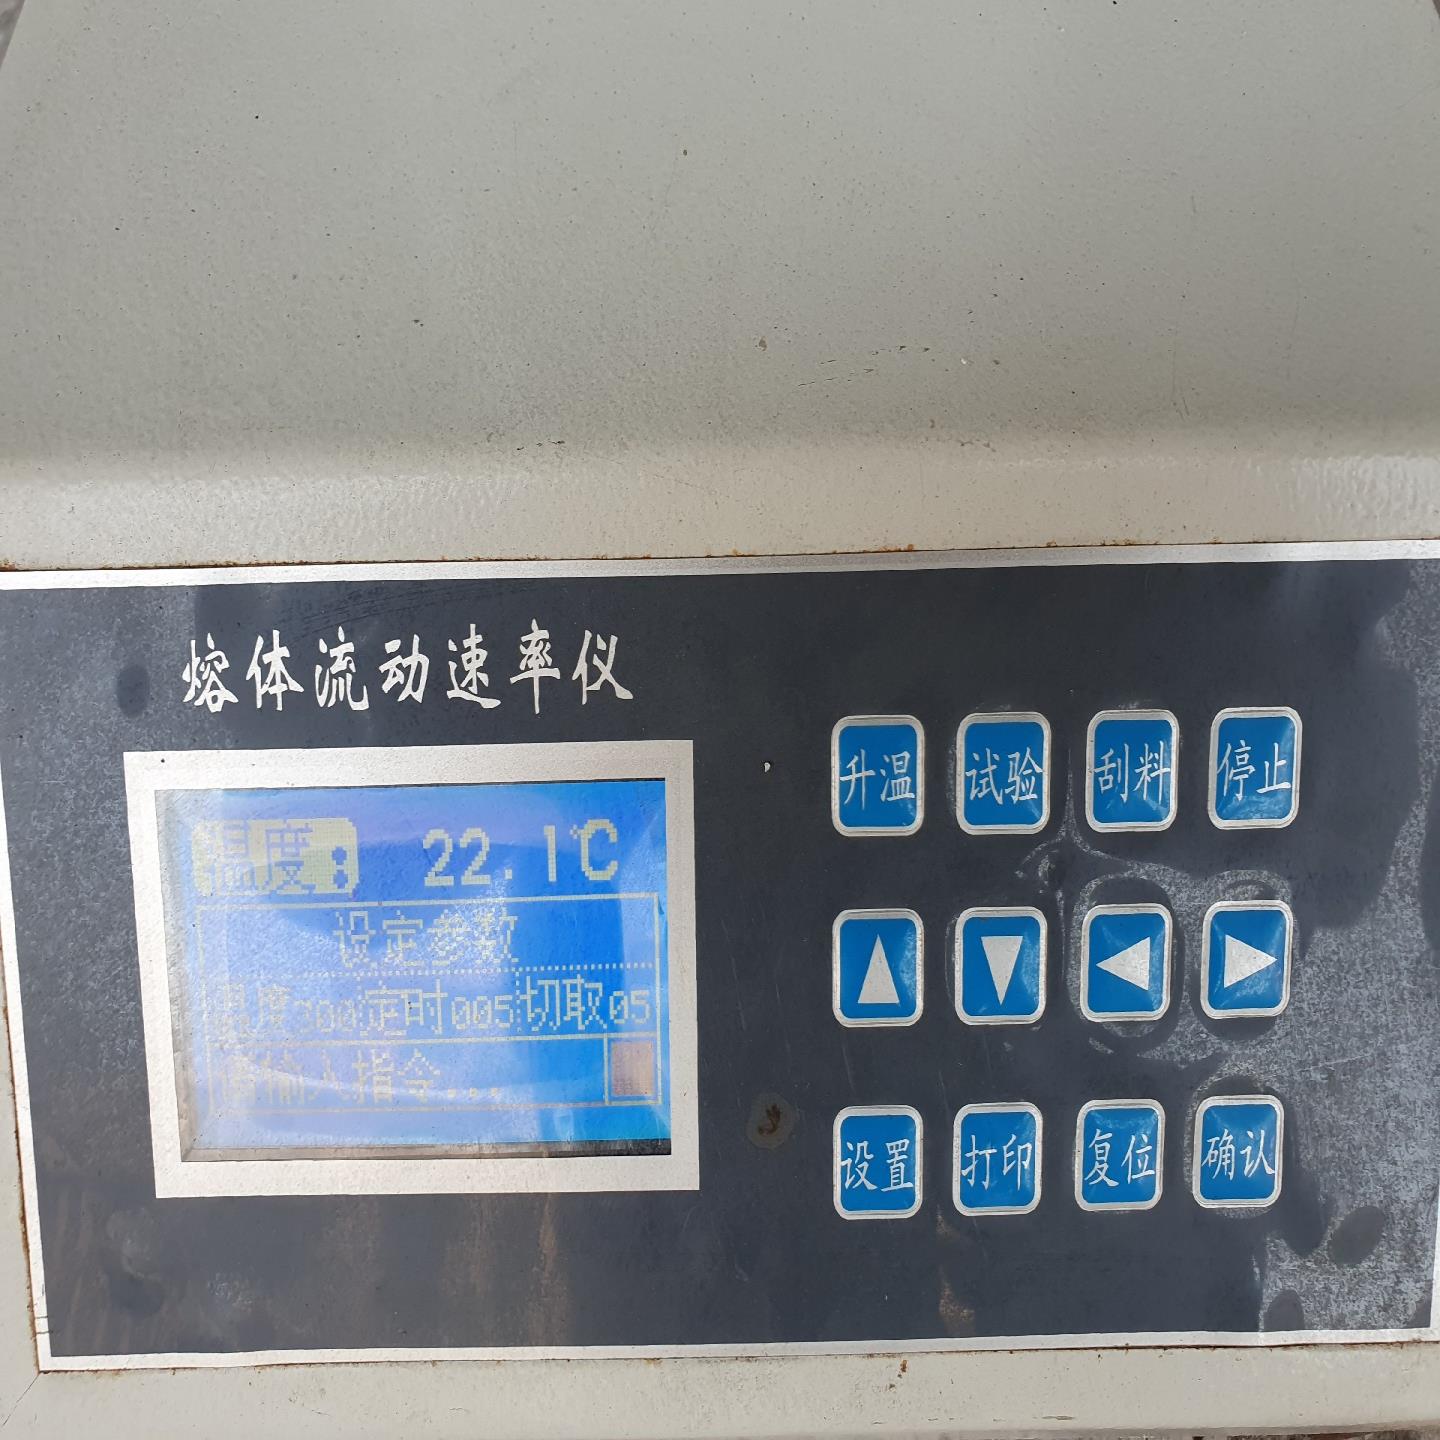 熔体流动速率仪
温度: 22.1℃
设定参数
温度300定时005切取05
请输入指令...
升温 试验 刮料 停止
设置 打印 复位 确认